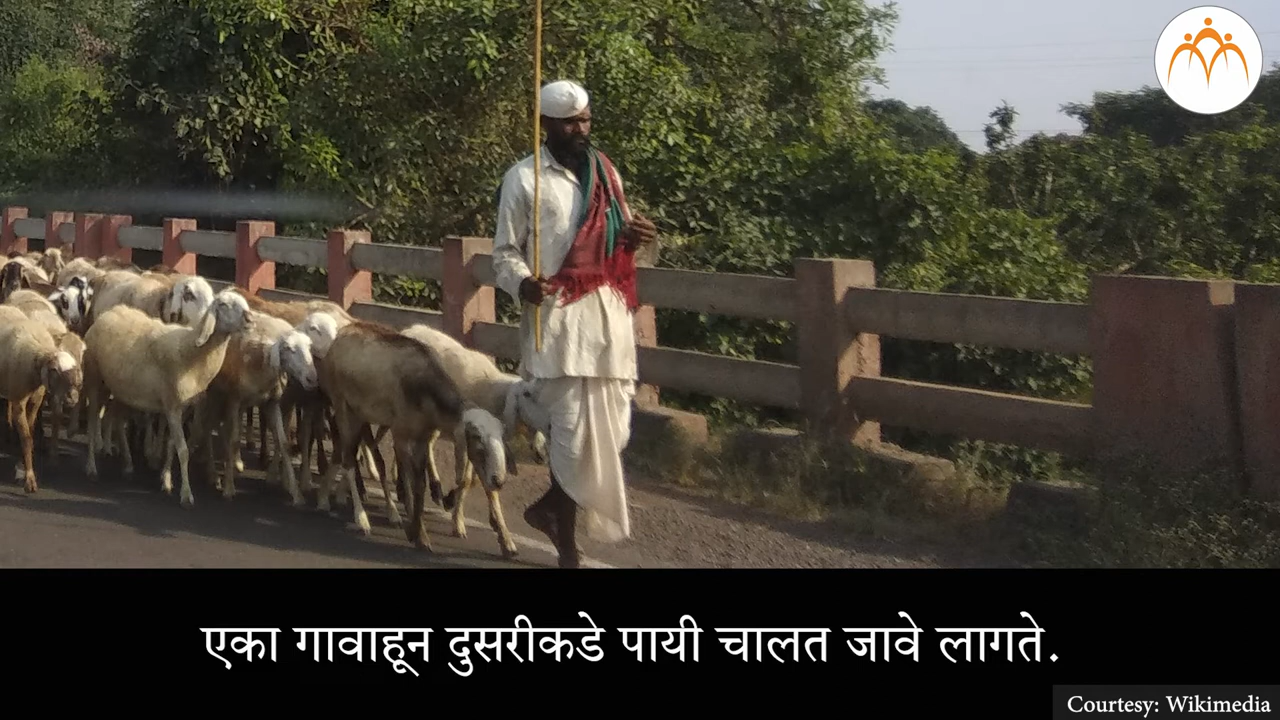 एका गावाहून दुसरीकडे पायी चालत जावे लागते.
Courtesy: Wikimedia